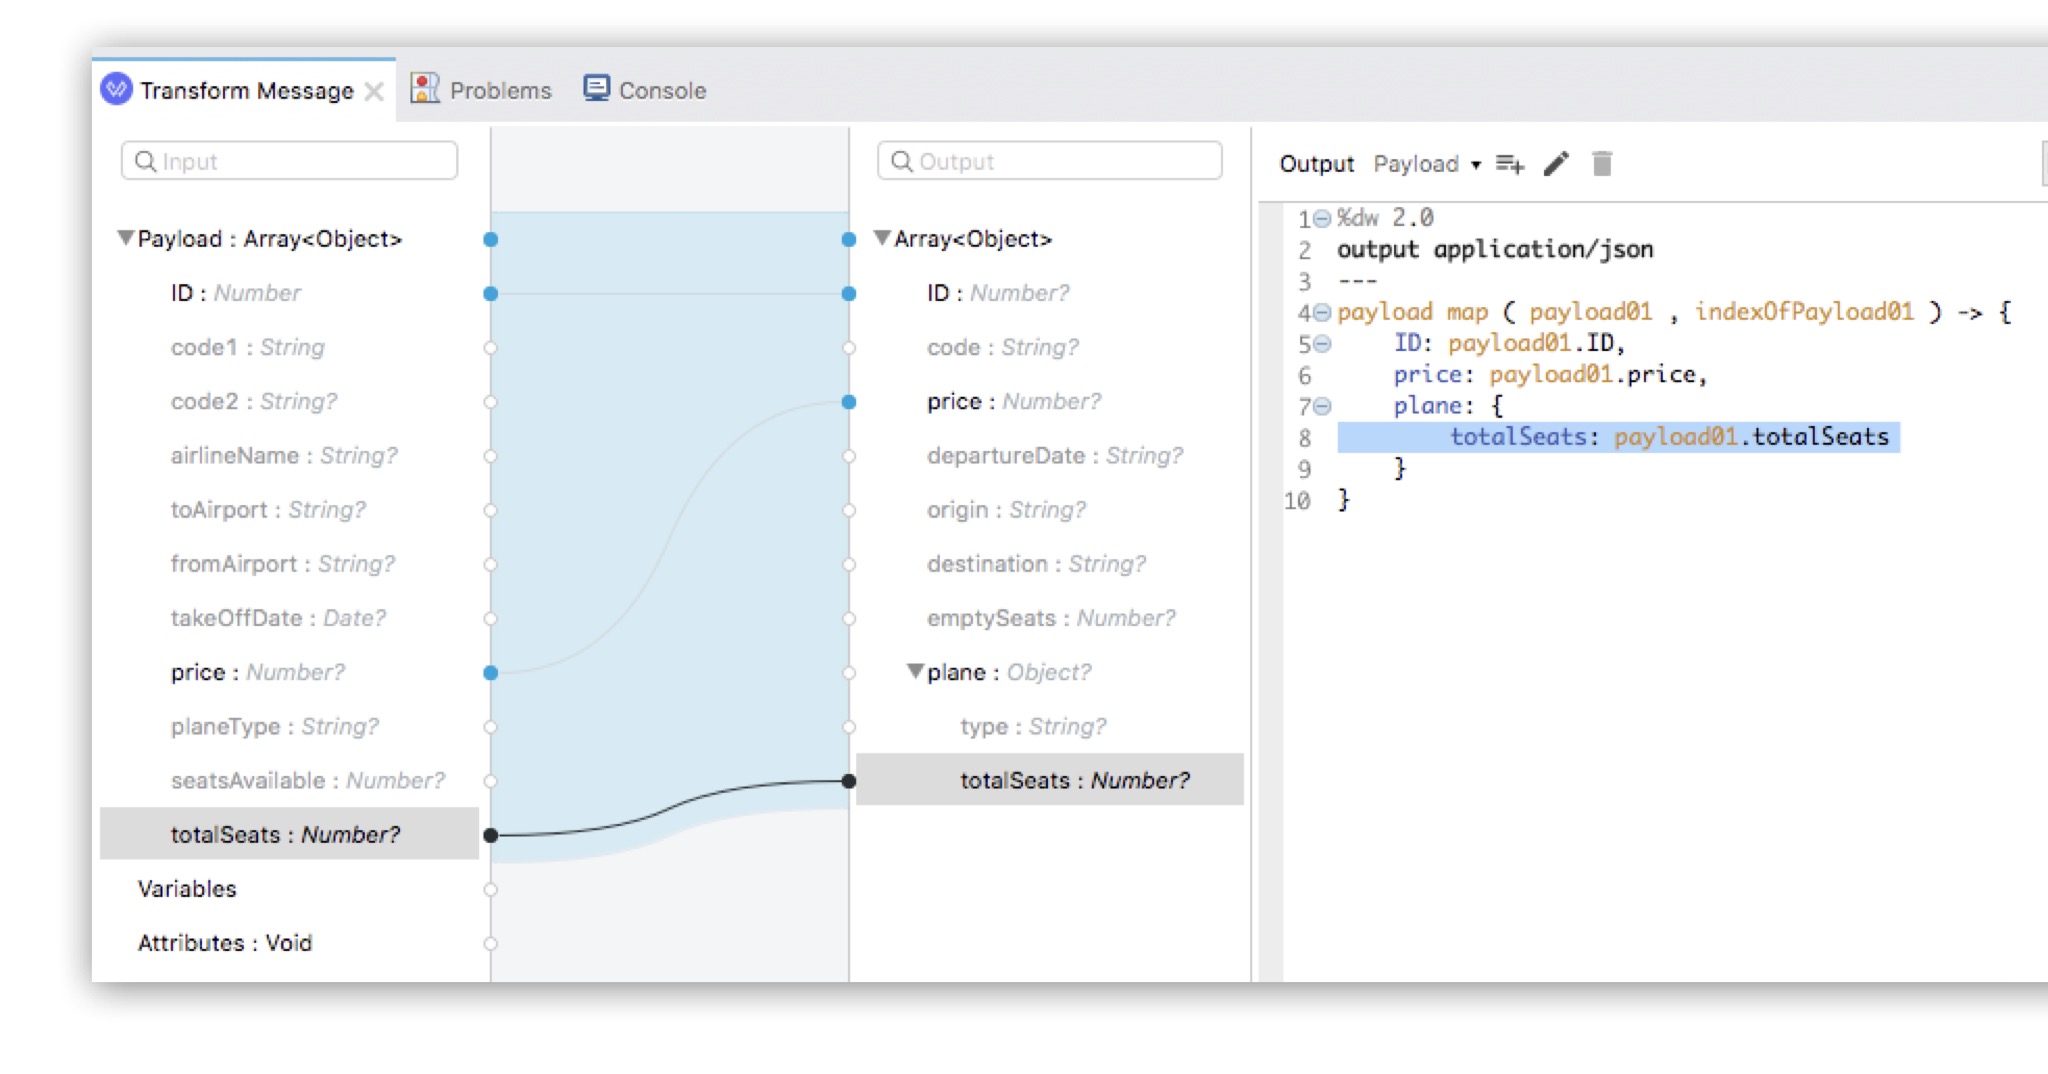 Transform Message Problems Console
Input
Payload : Array<Object>
ID : Number
code1 : String
code2 : String?
airlineName : String?
toAirport : String?
fromAirport : String?
takeOffDate : Date?
price : Number?
planeType : String?
seatsAvailable : Number?
totalSeats : Number?
Variables
Attributes : Void
Output
Array<Object>
ID : Number?
code : String?
price : Number?
departureDate : String?
origin : String?
destination : String?
emptySeats : Number?
plane : Object?
type : String?
totalSeats : Number?
Output Payload
1 %dw 2.0
2 output application/json
3 ---
4 payload map ( payload01 , indexOfPayload01 ) -> {
5 ID: payload01.ID,
6 price: payload01.price,
7 plane: {
8 totalSeats: payload01.totalSeats
9 }
10 }